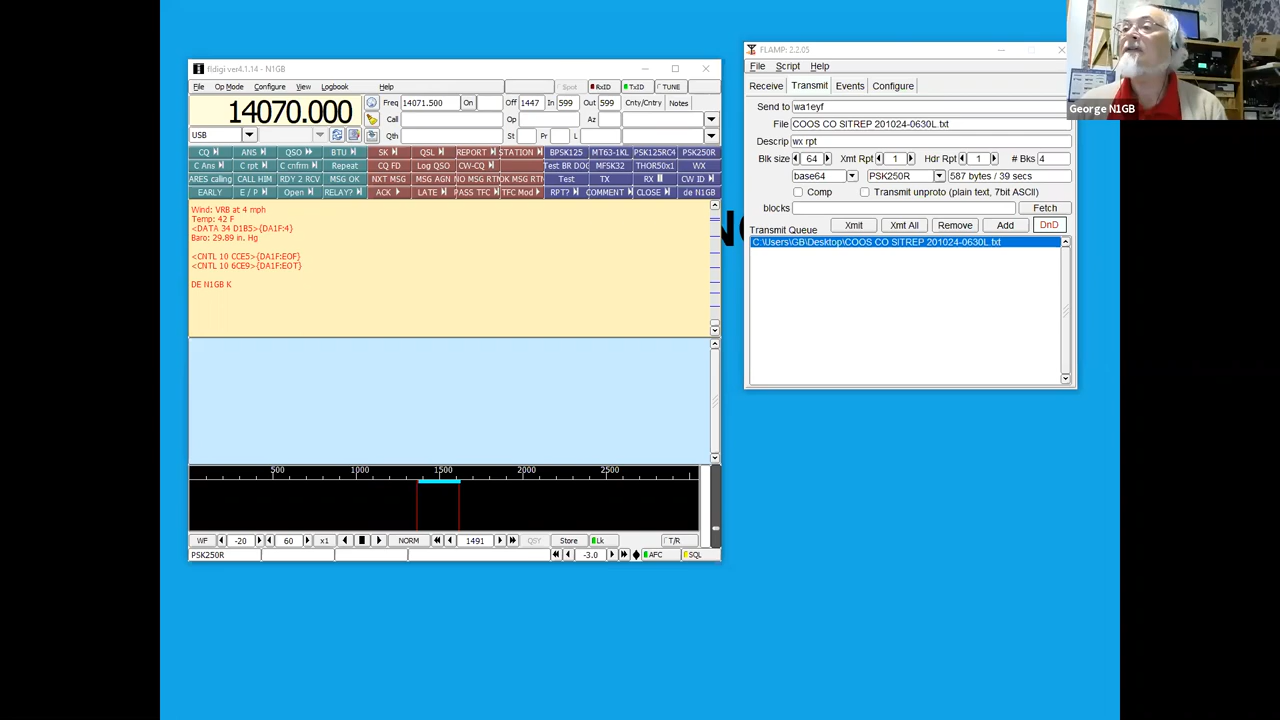 fldigi ver4.1.14 - N1GB
File Op Mode Configure View Logbook Help Spot RxID TxID TUNE
14070.000 Freq 14071.500 On Off 1447 In 599 Out 599 Cnty/Cntry Notes
Call Op Az
USB Qth St Pr L
CQ ANS QSO BTU SK QSL REPORT STATION BPSK125 MT63-1KL PSK125RC4 PSK250R
C Ans C rpt C cnfrm Repeat CQ FD Log QSO CW-CQ Test BR DOC MFSK32 THOR50x1 WX
ARES calling CALL HIM RDY 2 RCV MSG OK NXT MSG MSG AGN NO MSG RTN OK MSG RTN Test TX RX CW ID
EARLY E / P Open RELAY? ACK LATE PASS TFC TFC Mod RPT? COMMENT CLOSE de N1GB
Wind: VRB at 4 mph
Temp: 42 F
<DATA 34 D1B5>{DA1F:4}
Baro: 29.89 in. Hg
<CNTL 10 CCE5>{DA1F:EOF}
<CNTL 10 6CE9>{DA1F:EOT}
DE N1GB K
500 1000 1500 2000 2500
WF -20 60 x1 NORM 1491 QSY Store Lk T/R
PSK250R -3.0 AFC SQL
FLAMP: 2.2.05
File Script Help
Receive Transmit Events Configure
Send to wa1eyf
File COOS CO SITREP 201024-0630L.txt
Descrip wx rpt
Blk size 64 Xmt Rpt 1 Hdr Rpt 1 # Blks 4
base64 PSK250R 587 bytes / 39 secs
Comp Transmit unproto (plain text, 7bit ASCII)
blocks Fetch
Transmit Queue Xmit Xmt All Remove Add DnD
C:\Users\GB\Desktop\COOS CO SITREP 201024-0630L.txt
George N1GB